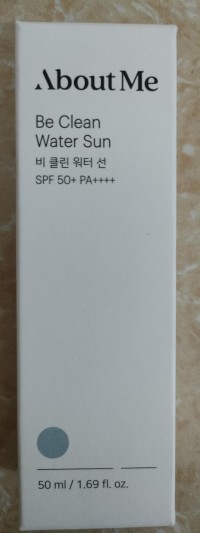 About Me
Be Clean
Water Sun
비 클린 워터 선
SPF 50+ PA++++
50 ml / 1.69 fl. oz.